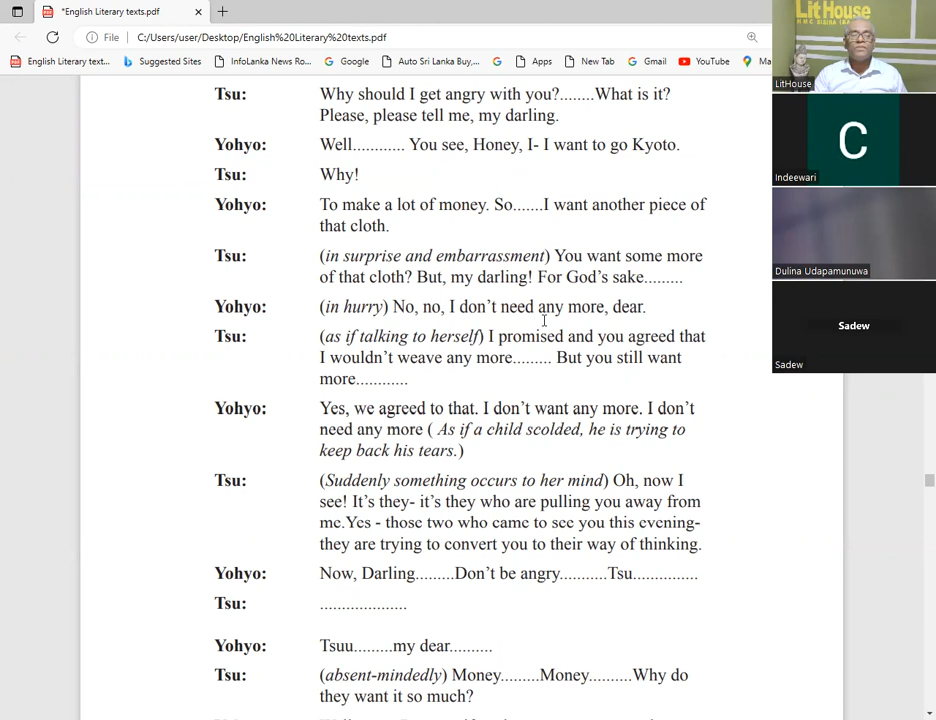 *English Literary texts.pdf
File
C:/Users/user/Desktop/English%20Literary%20texts.pdf
English Literary text...
Suggested Sites
InfoLanka News Ro...
Google
Auto Sri Lanka Buy,...
Apps
New Tab
Gmail
YouTube
Ma
Tsu: Why should I get angry with you?........What is it?
Please, please tell me, my darling.
Yohyo: Well............ You see, Honey, I- I want to go Kyoto.
Tsu: Why!
Yohyo: To make a lot of money. So.......I want another piece of
that cloth.
Tsu: (in surprise and embarrassment) You want some more
of that cloth? But, my darling! For God's sake.........
Yohyo: (in hurry) No, no, I don't need any more, dear.
Tsu: (as if talking to herself) I promised and you agreed that
I wouldn't weave any more......... But you still want
more............
Yohyo: Yes, we agreed to that. I don't want any more. I don't
need any more ( As if a child scolded, he is trying to
keep back his tears.)
Tsu: (Suddenly something occurs to her mind) Oh, now I
see! It's they- it's they who are pulling you away from
me.Yes - those two who came to see you this evening-
they are trying to convert you to their way of thinking.
Yohyo: Now, Darling.........Don't be angry..........Tsu...............
Tsu: ....................
Yohyo: Tsuu.........my dear..........
Tsu: (absent-mindedly) Money.........Money..........Why do
they want it so much?
LitHouse
LitHouse
C
Indeewari
Dulina Udapamunuwa
Sadew
Sadew